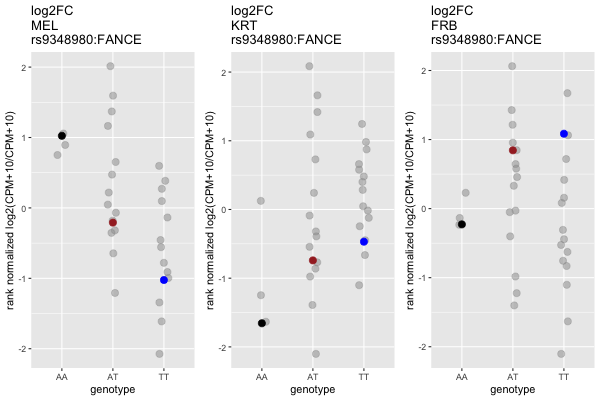 log2FC
MEL
rs9348980:FANCE
rank normalized log2(CPM+10/CPM+10)
2
1
0
-1
-2
AA AT TT
genotype
log2FC
KRT
rs9348980:FANCE
rank normalized log2(CPM+10/CPM+10)
2
1
0
-1
-2
AA AT TT
genotype
log2FC
FRB
rs9348980:FANCE
rank normalized log2(CPM+10/CPM+10)
2
1
0
-1
-2
AA AT TT
genotype